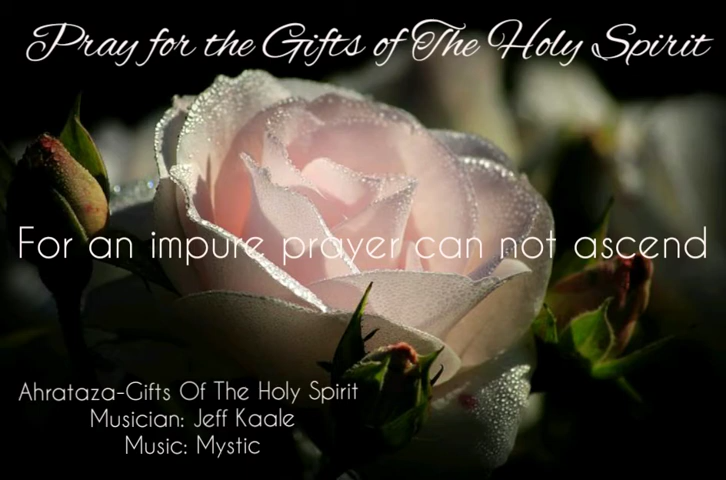 Pray for the Gifts of The Holy Spirit
For an impure prayer can not ascend
Ahrataza-Gifts Of The Holy Spirit
Musician: Jeff Kaale
Music: Mystic